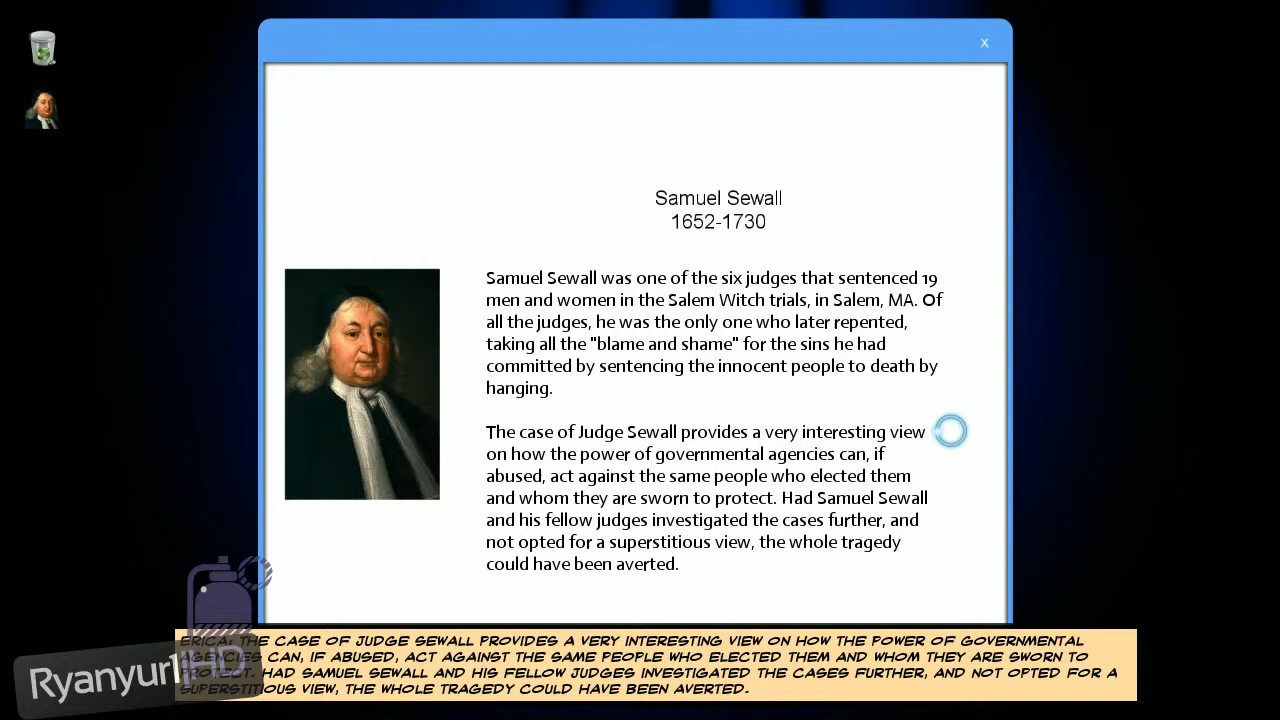 x
Samuel Sewall
1652-1730
Samuel Sewall was one of the six judges that sentenced 19
men and women in the Salem Witch trials, in Salem, MA. Of
all the judges, he was the only one who later repented,
taking all the "blame and shame" for the sins he had
committed by sentencing the innocent people to death by
hanging.
The case of Judge Sewall provides a very interesting view
on how the power of governmental agencies can, if
abused, act against the same people who elected them
and whom they are sworn to protect. Had Samuel Sewall
and his fellow judges investigated the cases further, and
not opted for a superstitious view, the whole tragedy
could have been averted.
ERICA: THE CASE OF JUDGE SEWALL PROVIDES A VERY INTERESTING VIEW ON HOW THE POWER OF GOVERNMENTAL
AGENCIES CAN, IF ABUSED, ACT AGAINST THE SAME PEOPLE WHO ELECTED THEM AND WHOM THEY ARE SWORN TO
PROTECT. HAD SAMUEL SEWALL AND HIS FELLOW JUDGES INVESTIGATED THE CASES FURTHER, AND NOT OPTED FOR A
SUPERSTITIOUS VIEW, THE WHOLE TRAGEDY COULD HAVE BEEN AVERTED.
Ryanyur1HD